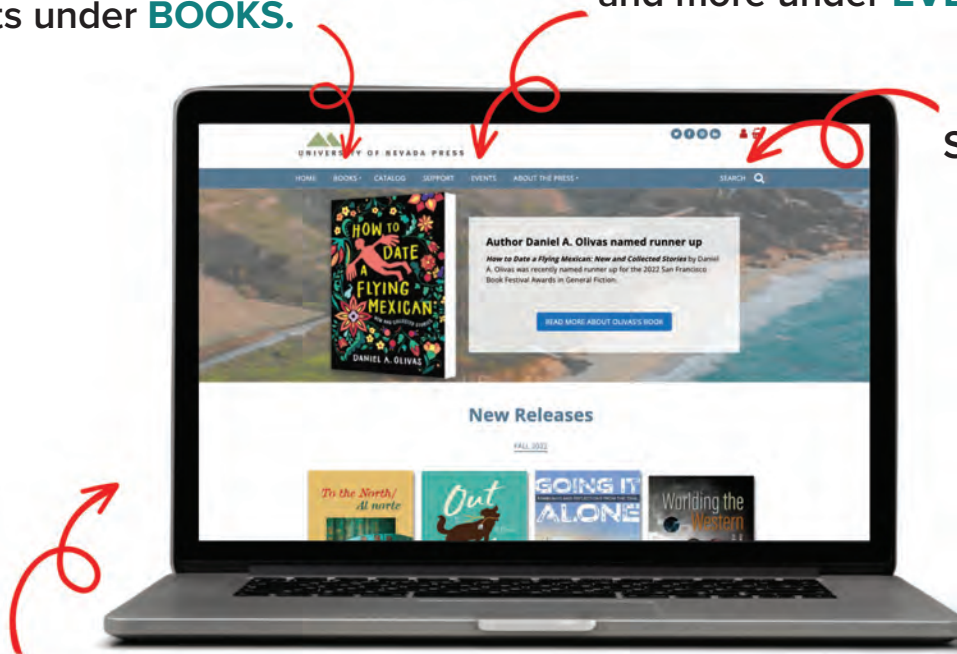 ts under BOOKS.
and more under EVE
S
UNIVERSITY OF NEVADA PRESS
HOME BOOKS CATALOG SUPPORT EVENTS ABOUT THE PRESS SEARCH
HOW TO
DATE
A
FLYING
MEXICAN
NEW AND COLLECTED STORIES
DANIEL A. OLIVAS
Author Daniel A. Olivas named runner up
How to Date a Flying Mexican: New and Collected Stories by Daniel
A. Olivas was recently named runner up for the 2022 San Francisco
Book Festival Awards in General Fiction.
READ MORE ABOUT OLIVAS'S BOOK
New Releases
FALL 2022
To the North/
Al norte
Out
GOING IT
ALONE
Worlding the
Western